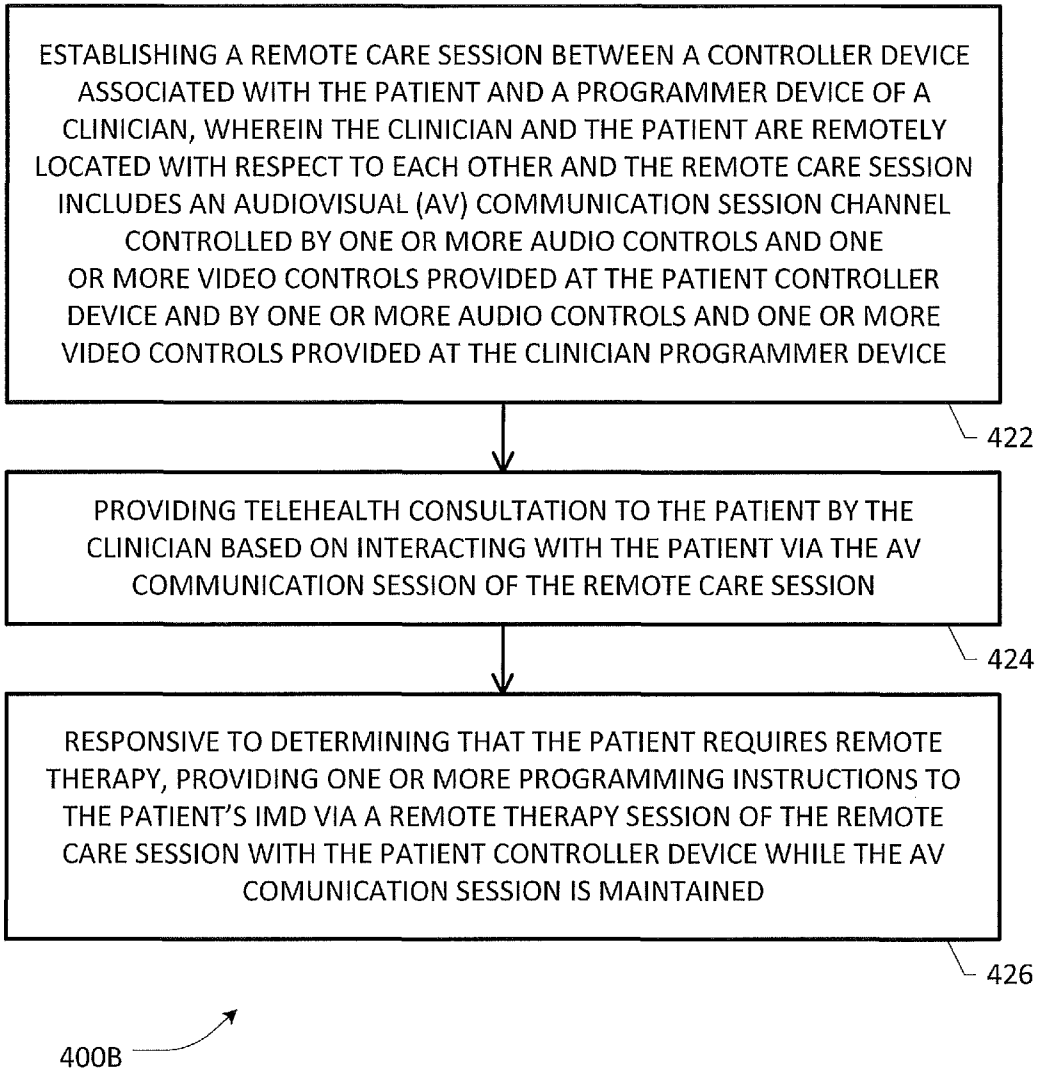 ESTABLISHING A REMOTE CARE SESSION BETWEEN A CONTROLLER DEVICE
ASSOCIATED WITH THE PATIENT AND A PROGRAMMER DEVICE OF A
CLINICIAN, WHEREIN THE CLINICIAN AND THE PATIENT ARE REMOTELY
LOCATED WITH RESPECT TO EACH OTHER AND THE REMOTE CARE SESSION
INCLUDES AN AUDIOVISUAL (AV) COMMUNICATION SESSION CHANNEL
CONTROLLED BY ONE OR MORE AUDIO CONTROLS AND ONE
OR MORE VIDEO CONTROLS PROVIDED AT THE PATIENT CONTROLLER
DEVICE AND BY ONE OR MORE AUDIO CONTROLS AND ONE OR MORE
VIDEO CONTROLS PROVIDED AT THE CLINICIAN PROGRAMMER DEVICE
422
PROVIDING TELEHEALTH CONSULTATION TO THE PATIENT BY THE
CLINICIAN BASED ON INTERACTING WITH THE PATIENT VIA THE AV
COMMUNICATION SESSION OF THE REMOTE CARE SESSION
424
RESPONSIVE TO DETERMINING THAT THE PATIENT REQUIRES REMOTE
THERAPY, PROVIDING ONE OR MORE PROGRAMMING INSTRUCTIONS TO
THE PATIENT'S IMD VIA A REMOTE THERAPY SESSION OF THE REMOTE
CARE SESSION WITH THE PATIENT CONTROLLER DEVICE WHILE THE AV
COMUNICATION SESSION IS MAINTAINED
426
400B